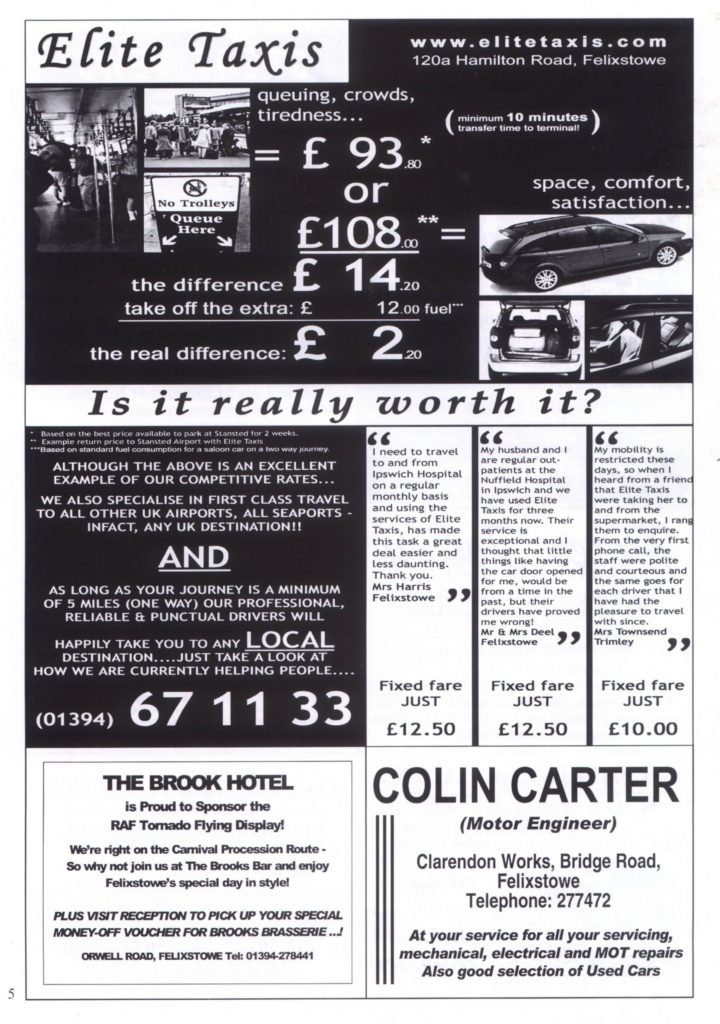 Elite Taxis
www.elitetaxis.com
120a Hamilton Road, Felixstowe
queuing, crowds,
tiredness...
( minimum 10 minutes
transfer time to terminal! )
= £ 93.80*
or
£108.00**=
No Trolleys
Queue
Here
space, comfort,
satisfaction...
the difference £ 14.20
take off the extra: £ 12.00 fuel***
the real difference: £ 2.20
Is it really worth it?
* Based on the best price available to park at Stansted for 2 weeks.
** Example return price to Stansted Airport with Elite Taxis
***Based on standard fuel consumption for a saloon car on a two way journey.
ALTHOUGH THE ABOVE IS AN EXCELLENT
EXAMPLE OF OUR COMPETITIVE RATES...
WE ALSO SPECIALISE IN FIRST CLASS TRAVEL
TO ALL OTHER UK AIRPORTS, ALL SEAPORTS -
INFACT, ANY UK DESTINATION!!
AND
AS LONG AS YOUR JOURNEY IS A MINIMUM
OF 5 MILES (ONE WAY) OUR PROFESSIONAL,
RELIABLE & PUNCTUAL DRIVERS WILL
HAPPILY TAKE YOU TO ANY LOCAL
DESTINATION....JUST TAKE A LOOK AT
HOW WE ARE CURRENTLY HELPING PEOPLE....
(01394) 67 11 33
“
I need to travel
to and from
Ipswich Hospital
on a regular
monthly basis
and using the
services of Elite
Taxis, has made
this task a great
deal easier and
less daunting.
Thank you.
Mrs Harris
Felixstowe ”
Fixed fare
JUST
£12.50
“
My husband and I
are regular out-
patients at the
Nuffield Hospital
in Ipswich and we
have used Elite
Taxis for three
months now. Their
service is
exceptional and I
thought that little
things like having
the car door opened
for me, would be
from a time in the
past, but their
drivers have proved
me wrong!
Mr & Mrs Deel
Felixstowe ”
Fixed fare
JUST
£12.50
“
My mobility is
restricted these
days, so when I
heard from a friend
that Elite Taxis
were taking her to
and from the
supermarket, I rang
them to enquire.
From the very first
phone call, the
staff were polite
and courteous and
the same goes for
each driver that I
have had the
pleasure to travel
with since.
Mrs Townsend
Trimley ”
Fixed fare
JUST
£10.00
THE BROOK HOTEL
is Proud to Sponsor the
RAF Tornado Flying Display!
We're right on the Carnival Procession Route -
So why not join us at The Brooks Bar and enjoy
Felixstowe's special day in style!
PLUS VISIT RECEPTION TO PICK UP YOUR SPECIAL
MONEY-OFF VOUCHER FOR BROOKS BRASSERIE ...!
ORWELL ROAD, FELIXSTOWE Tel: 01394-278441
COLIN CARTER
(Motor Engineer)
Clarendon Works, Bridge Road,
Felixstowe
Telephone: 277472
At your service for all your servicing,
mechanical, electrical and MOT repairs
Also good selection of Used Cars
5